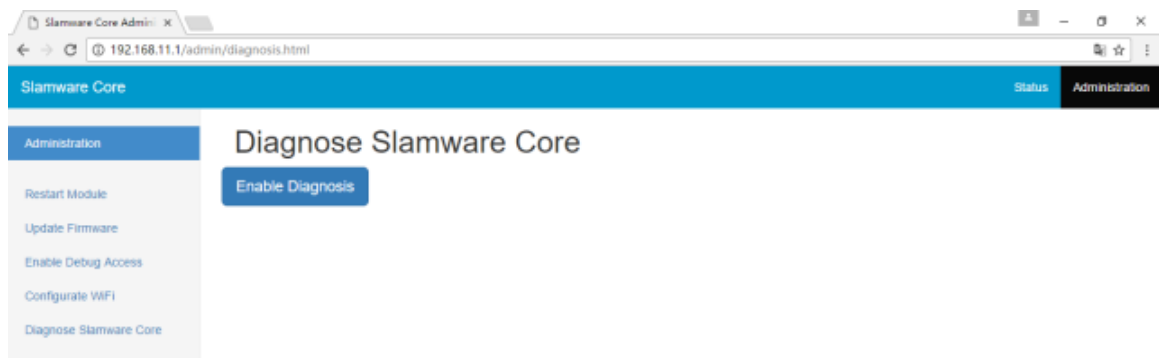 Slamware Core Admini
192.168.11.1/admin/diagnosis.html
Slamware Core
Status
Administration
Administration
Diagnose Slamware Core
Enable Diagnosis
Restart Module
Update Firmware
Enable Debug Access
Configurate WiFi
Diagnose Slamware Core